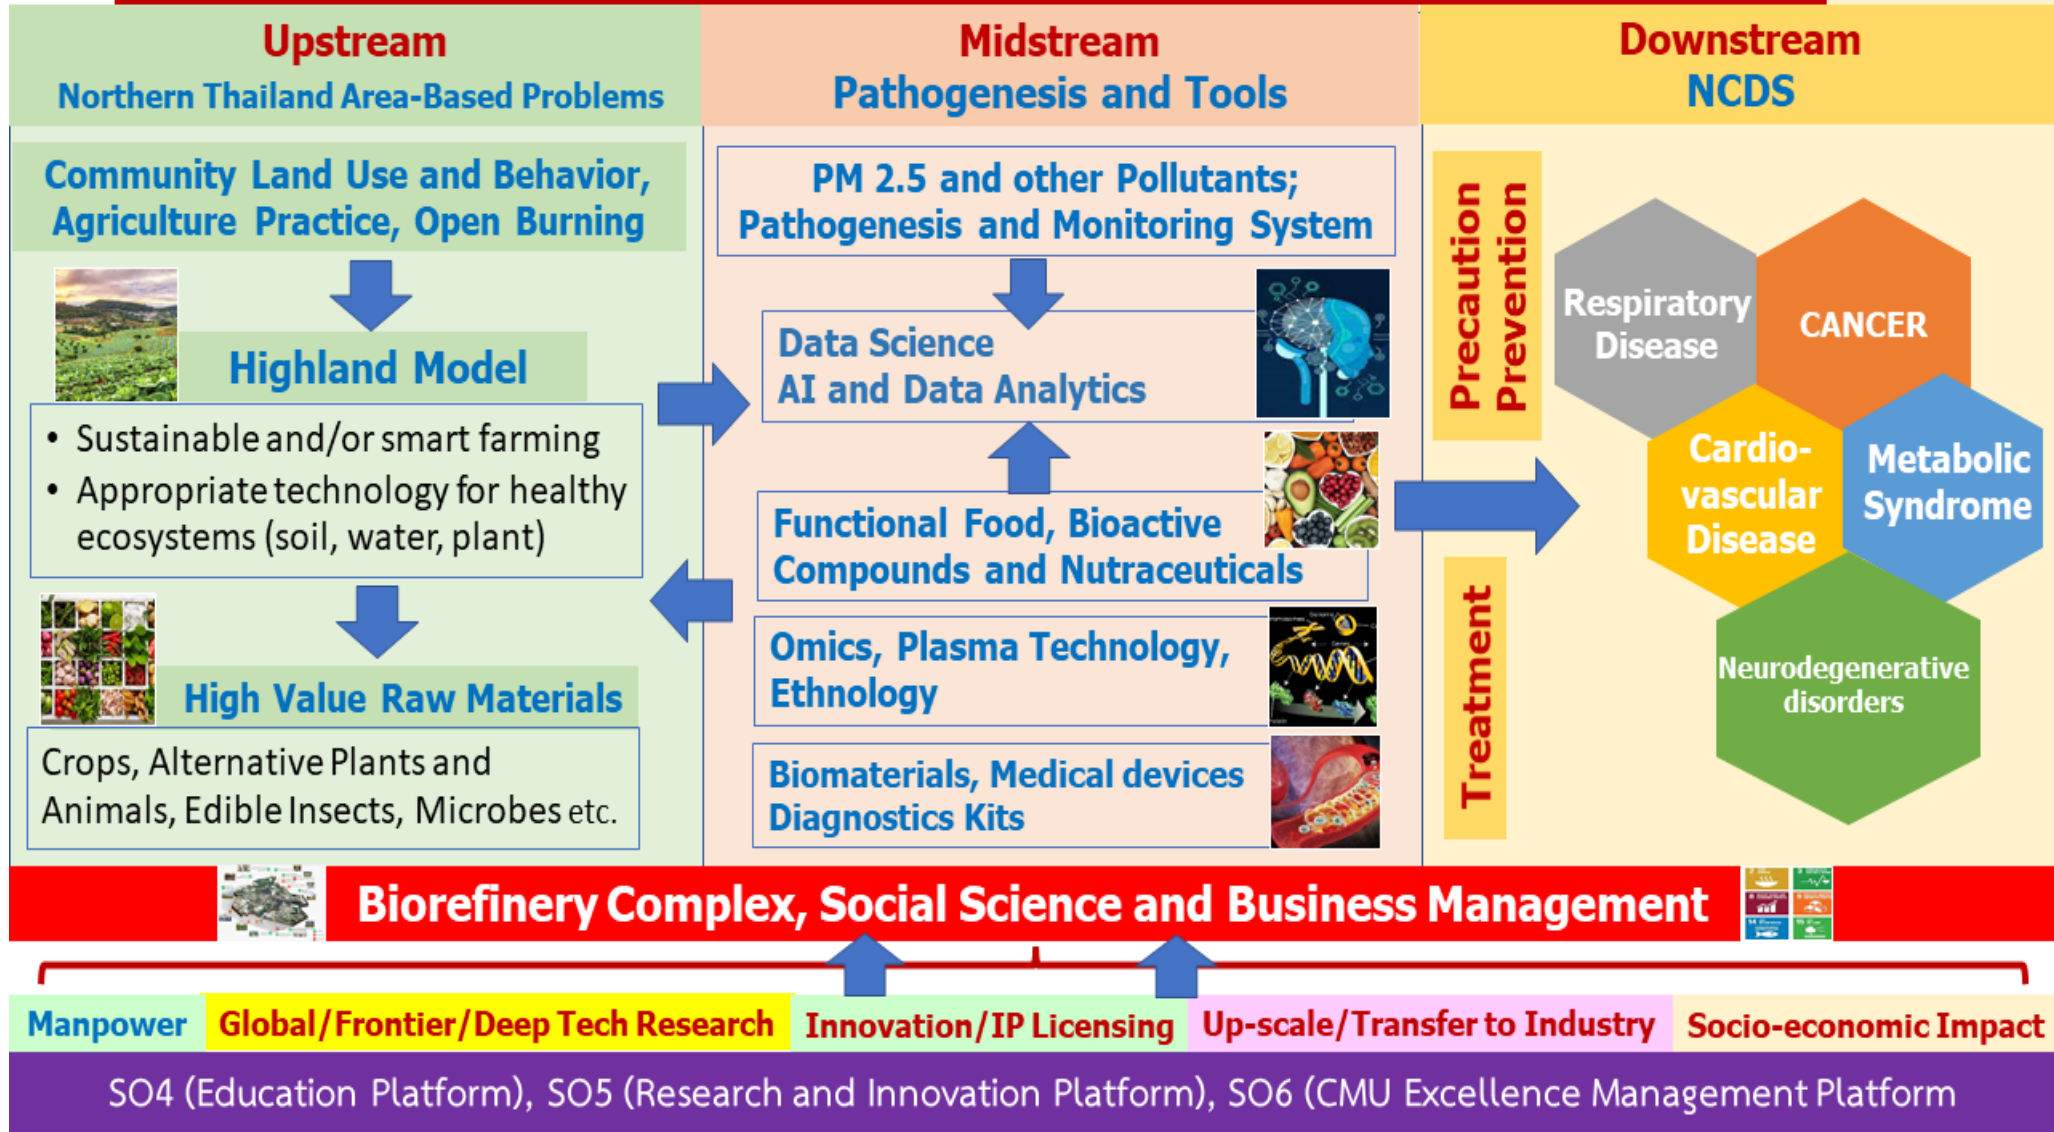 Upstream
Northern Thailand Area-Based Problems
Community Land Use and Behavior,
Agriculture Practice, Open Burning
Highland Model
• Sustainable and/or smart farming
• Appropriate technology for healthy
ecosystems (soil, water, plant)
High Value Raw Materials
Crops, Alternative Plants and
Animals, Edible Insects, Microbes etc.
Midstream
Pathogenesis and Tools
PM 2.5 and other Pollutants;
Pathogenesis and Monitoring System
Data Science
AI and Data Analytics
Functional Food, Bioactive
Compounds and Nutraceuticals
Omics, Plasma Technology,
Ethnology
Biomaterials, Medical devices
Diagnostics Kits
Downstream
NCDS
Precaution
Prevention
Treatment
Respiratory
Disease
CANCER
Cardio-
vascular
Disease
Metabolic
Syndrome
Neurodegenerative
disorders
Biorefinery Complex, Social Science and Business Management
Manpower
Global/Frontier/Deep Tech Research
Innovation/IP Licensing
Up-scale/Transfer to Industry
Socio-economic Impact
SO4 (Education Platform), SO5 (Research and Innovation Platform), SO6 (CMU Excellence Management Platform